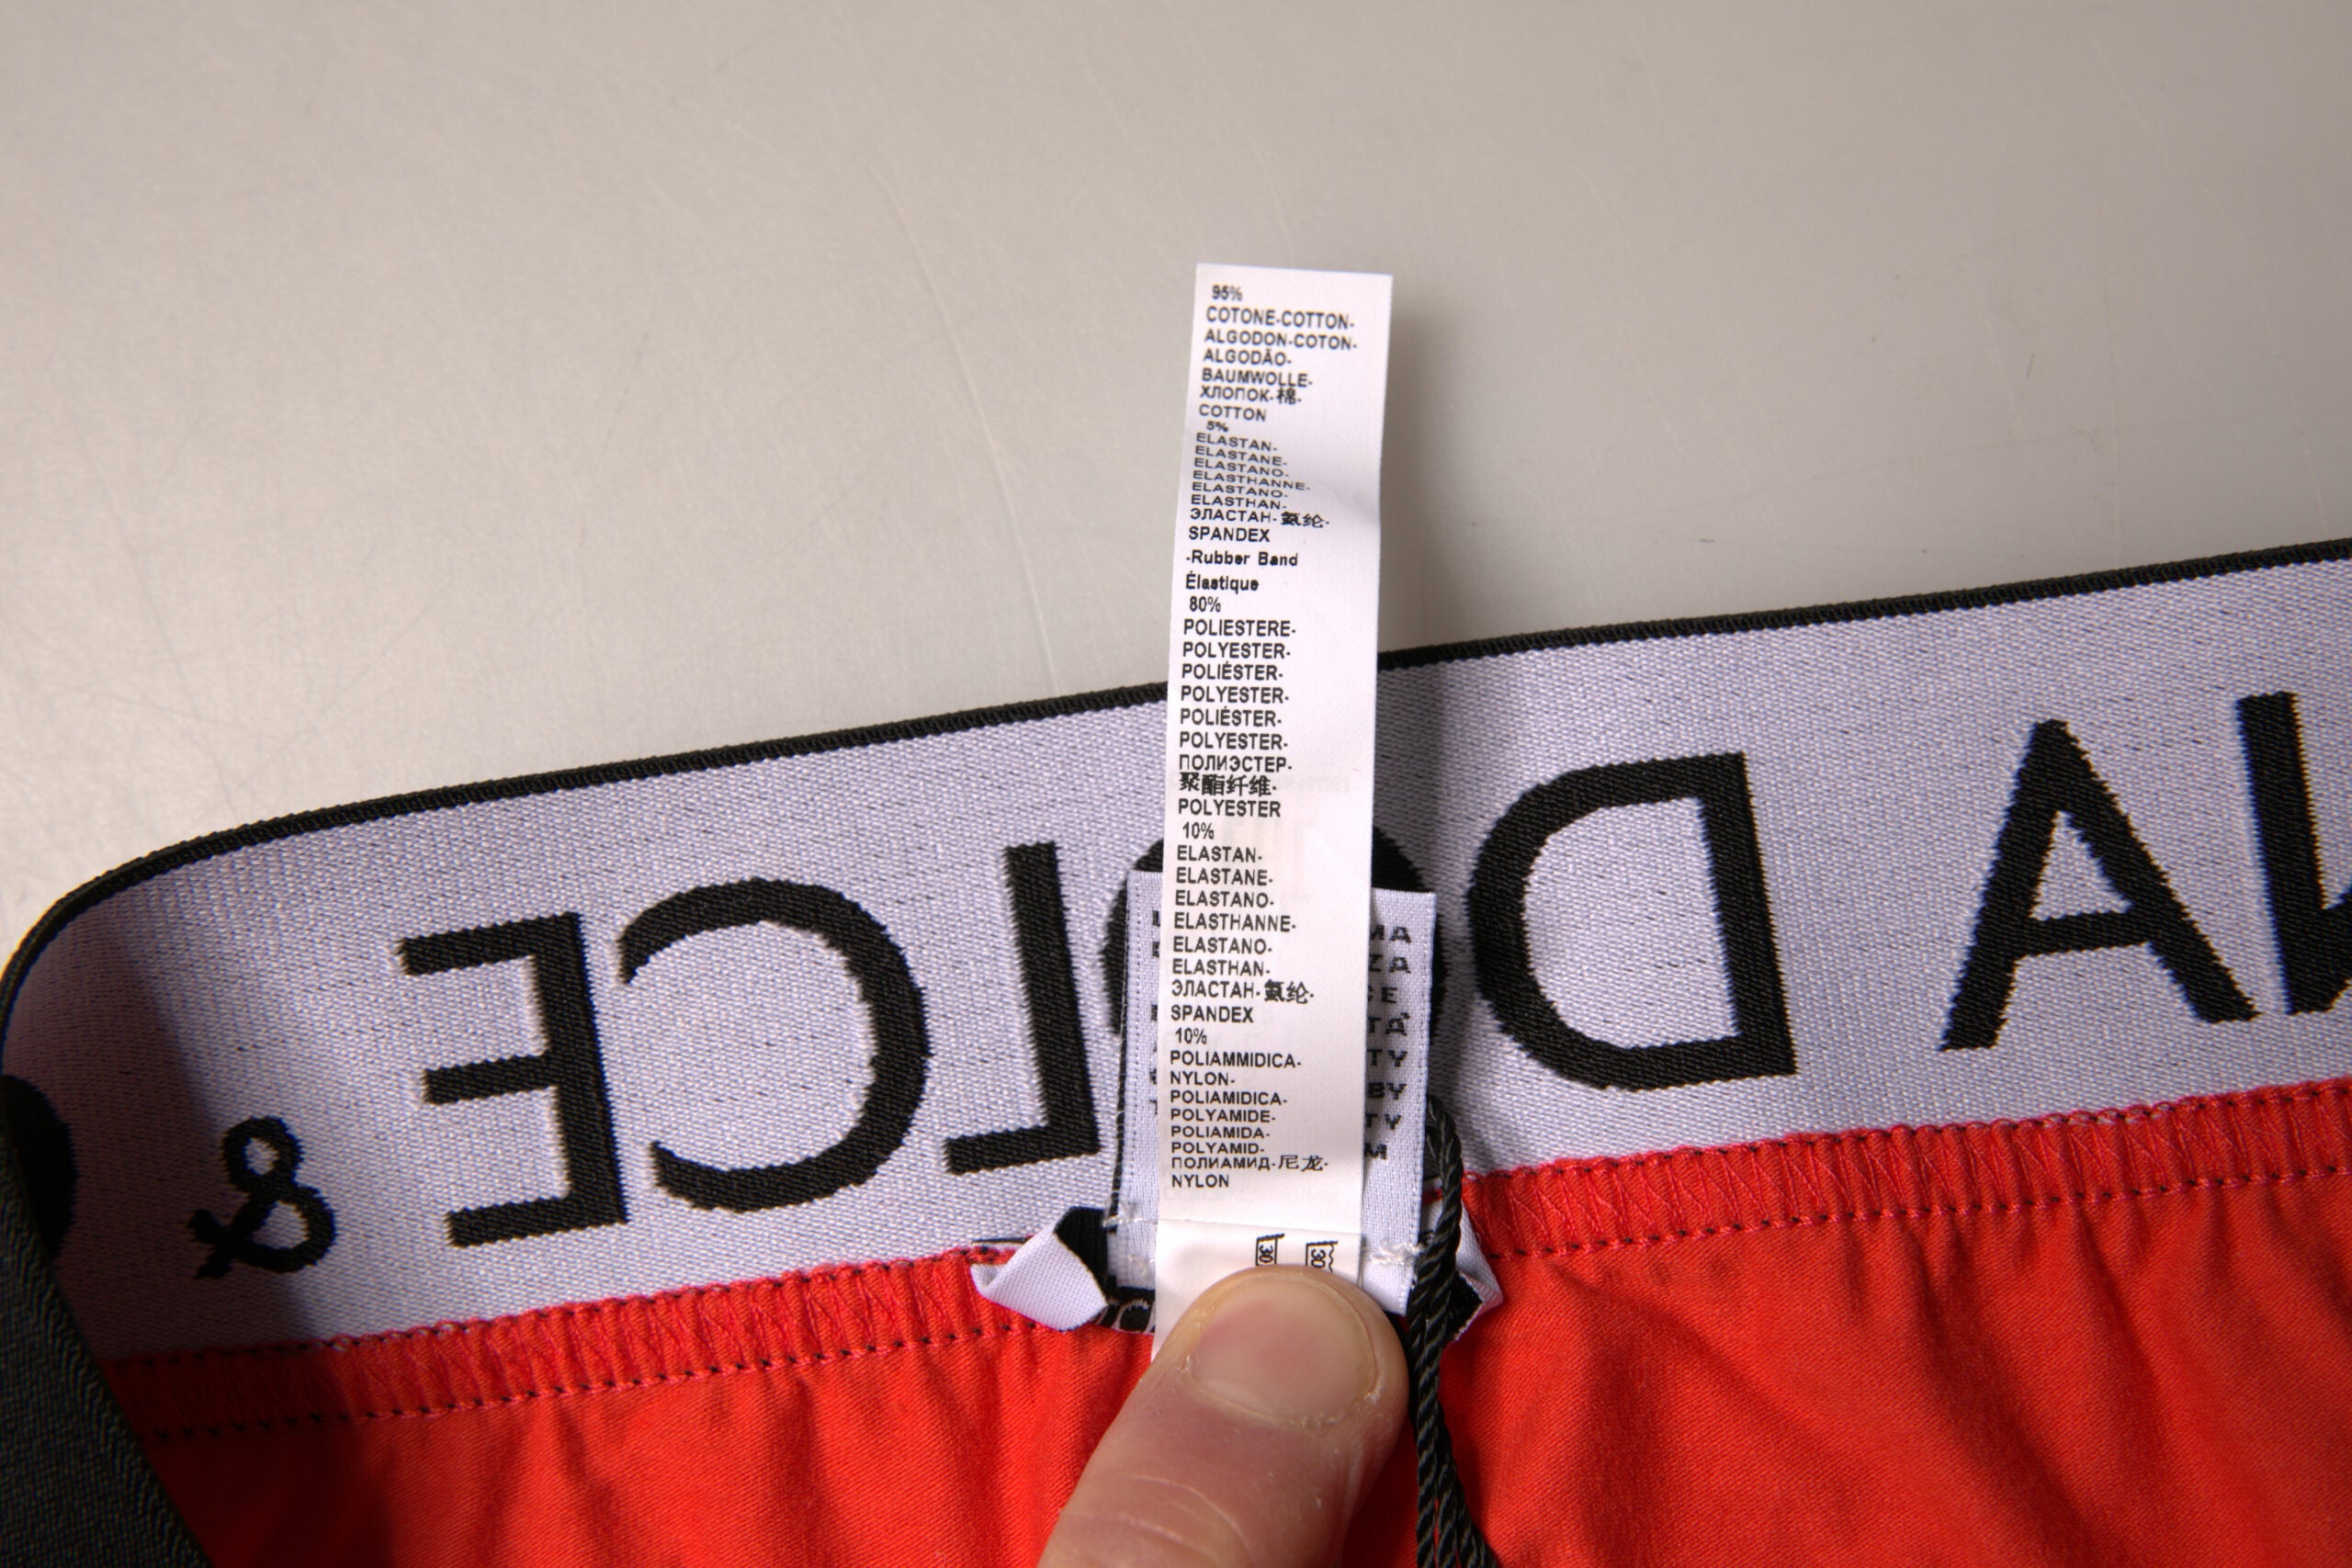 95%
COTONE-COTTON-
ALGODON-COTON-
ALGODÃO-
BAUMWOLLE-
ХЛОПОК-棉-
COTTON
5%
ELASTAN-
ELASTANE-
ELASTANO-
ELASTHANNE-
ELASTANO-
ELASTHAN-
ЭЛАСТАН-氨纶-
SPANDEX
-Rubber Band
Élastique
80%
POLIESTERE-
POLYESTER-
POLIÉSTER-
POLYESTER-
POLIÉSTER-
POLYESTER-
ПОЛИЭСТЕР-
聚酯纤维-
POLYESTER
10%
ELASTAN-
ELASTANE-
ELASTANO-
ELASTHANNE-
ELASTANO-
ELASTHAN-
ЭЛАСТАН-氨纶-
SPANDEX
10%
POLIAMMIDICA-
NYLON-
POLIAMIDICA-
POLYAMIDE-
POLIAMIDA-
POLYAMID-
ПОЛИАМИД-尼龙-
NYLON
30 30
DOLCE &